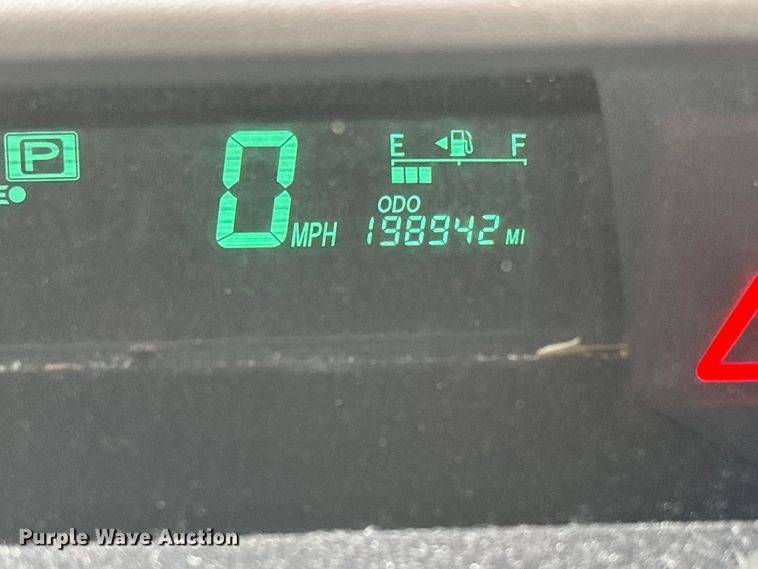 P
E F
ODO
0 MPH 198942 MI
Purple Wave Auction